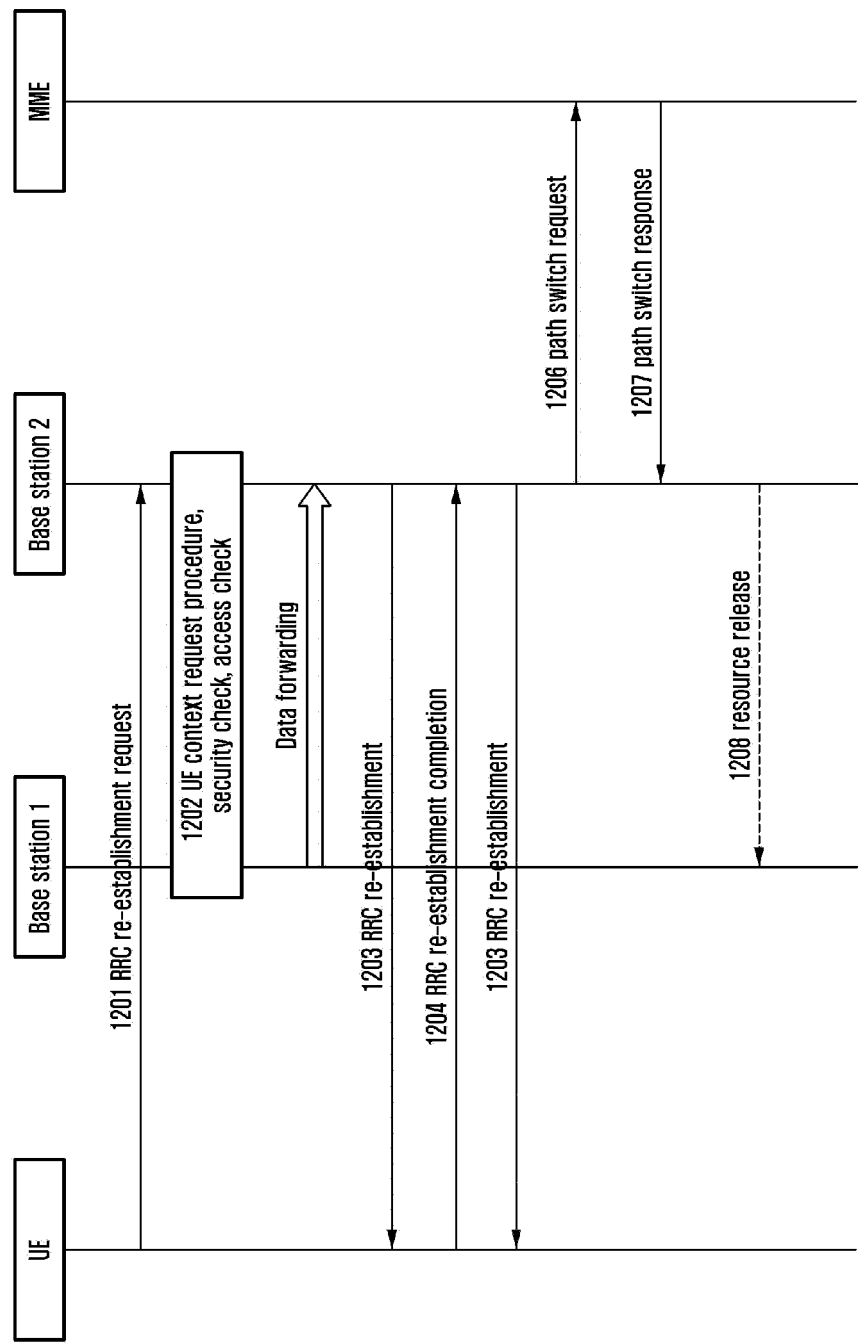 UE
Base station 1
Base station 2
MME
1201 RRC re-establishment request
1202 UE context request procedure,
security check, access check
Data forwarding
1203 RRC re-establishment
1204 RRC re-establishment completion
1203 RRC re-establishment
1206 path switch request
1207 path switch response
1208 resource release